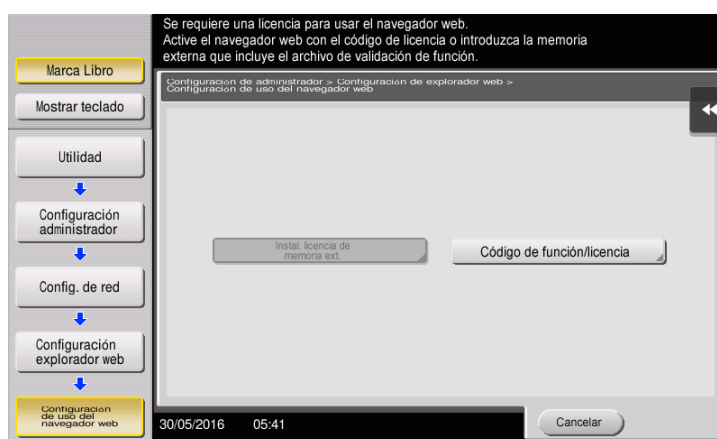 Se requiere una licencia para usar el navegador web.
Active el navegador web con el código de licencia o introduzca la memoria
externa que incluye el archivo de validación de función.
Marca Libro
Mostrar teclado
Utilidad
Configuración
administrador
Config. de red
Configuración
explorador web
Configuración
de uso del
navegador web
Configuración de administrador > Configuración de explorador web >
Configuración de uso del navegador web
Instal. licencia de
memoria ext.
Código de función/licencia
30/05/2016 05:41
Cancelar